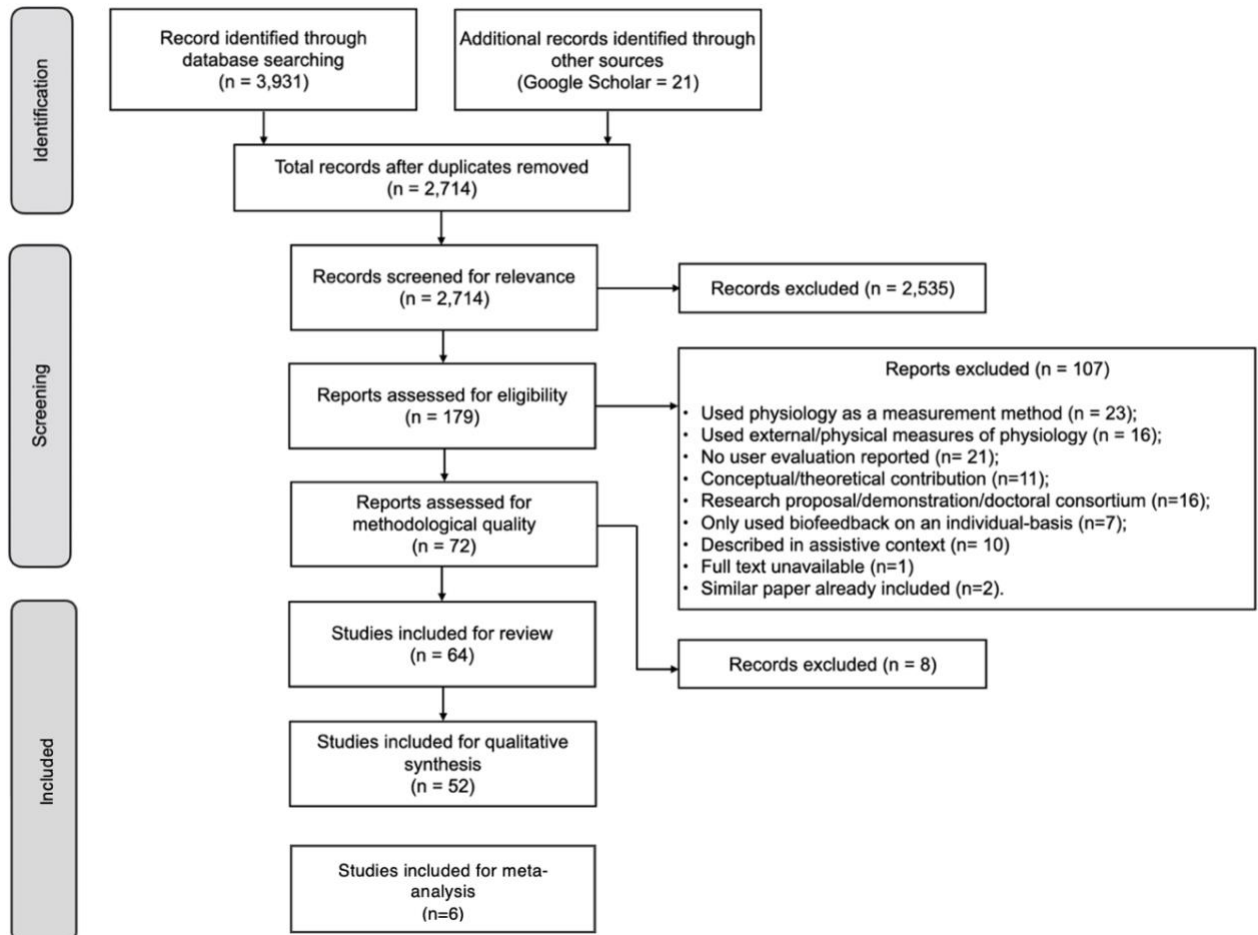 Identification
Record identified through
database searching
(n = 3,931)
Additional records identified through
other sources
(Google Scholar = 21)
Total records after duplicates removed
(n = 2,714)
Screening
Records screened for relevance
(n = 2,714)
Records excluded (n = 2,535)
Reports assessed for eligibility
(n = 179)
Reports excluded (n = 107)
• Used physiology as a measurement method (n = 23);
• Used external/physical measures of physiology (n = 16);
• No user evaluation reported (n= 21);
• Conceptual/theoretical contribution (n=11);
• Research proposal/demonstration/doctoral consortium (n=16);
• Only used biofeedback on an individual-basis (n=7);
• Described in assistive context (n= 10)
• Full text unavailable (n=1)
• Similar paper already included (n=2).
Reports assessed for
methodological quality
(n = 72)
Records excluded (n = 8)
Included
Studies included for review
(n = 64)
Studies included for qualitative
synthesis
(n = 52)
Studies included for meta-
analysis
(n=6)